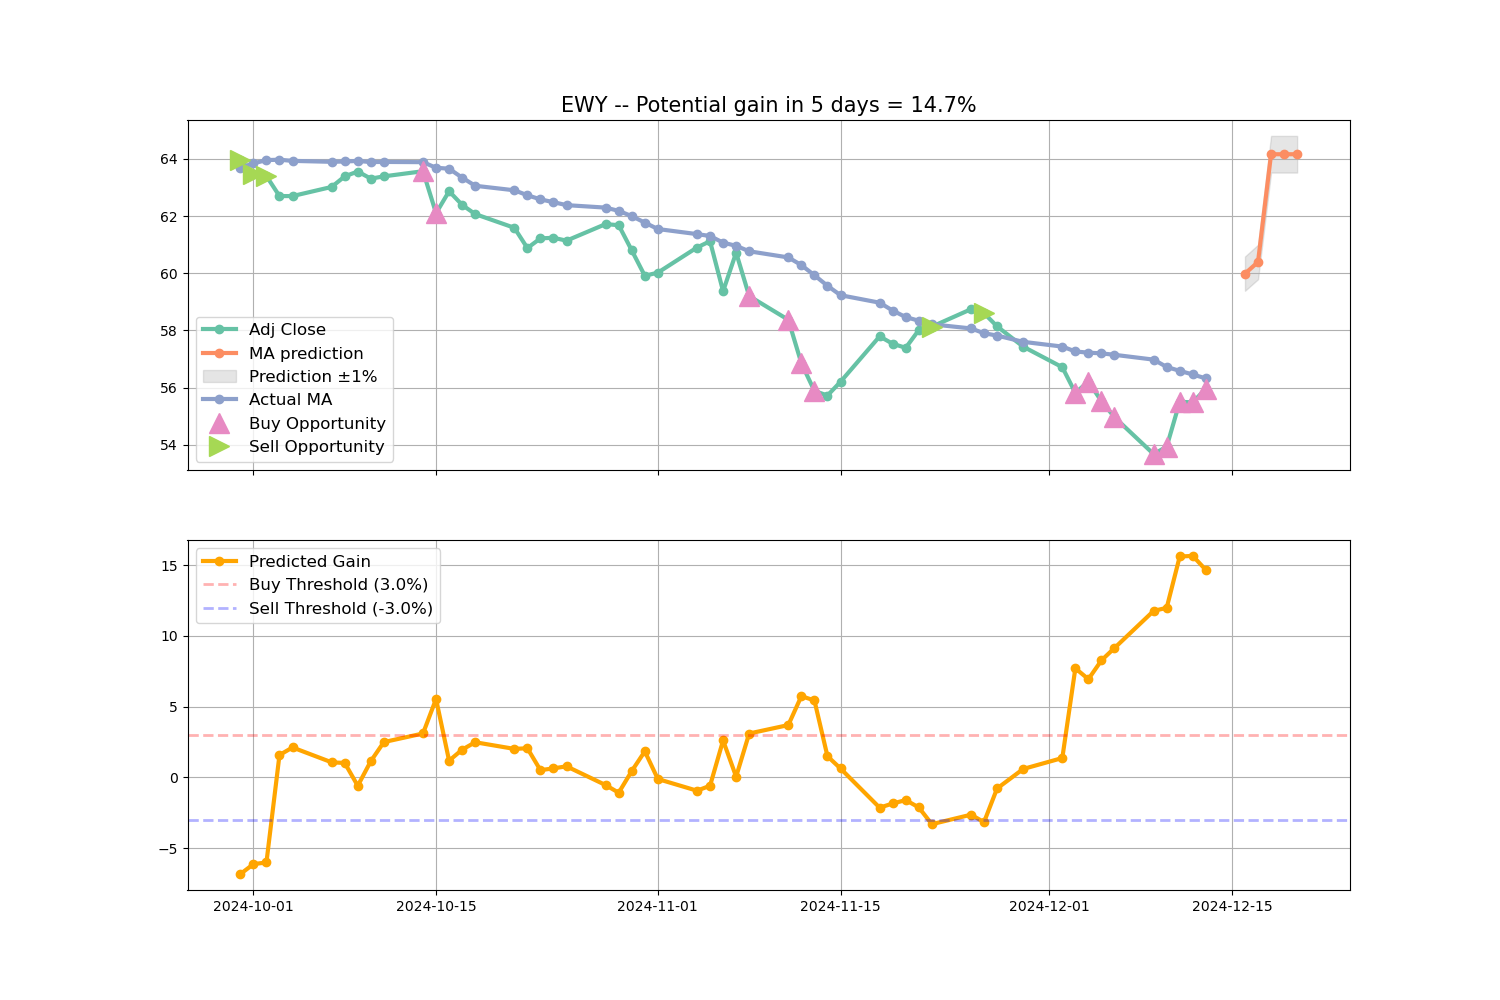 EWY -- Potential gain in 5 days = 14.7%
64
62
60
58
56
54
Adj Close
MA prediction
Prediction ±1%
Actual MA
Buy Opportunity
Sell Opportunity
15
10
5
0
−5
Predicted Gain
Buy Threshold (3.0%)
Sell Threshold (-3.0%)
2024-10-01 2024-10-15 2024-11-01 2024-11-15 2024-12-01 2024-12-15